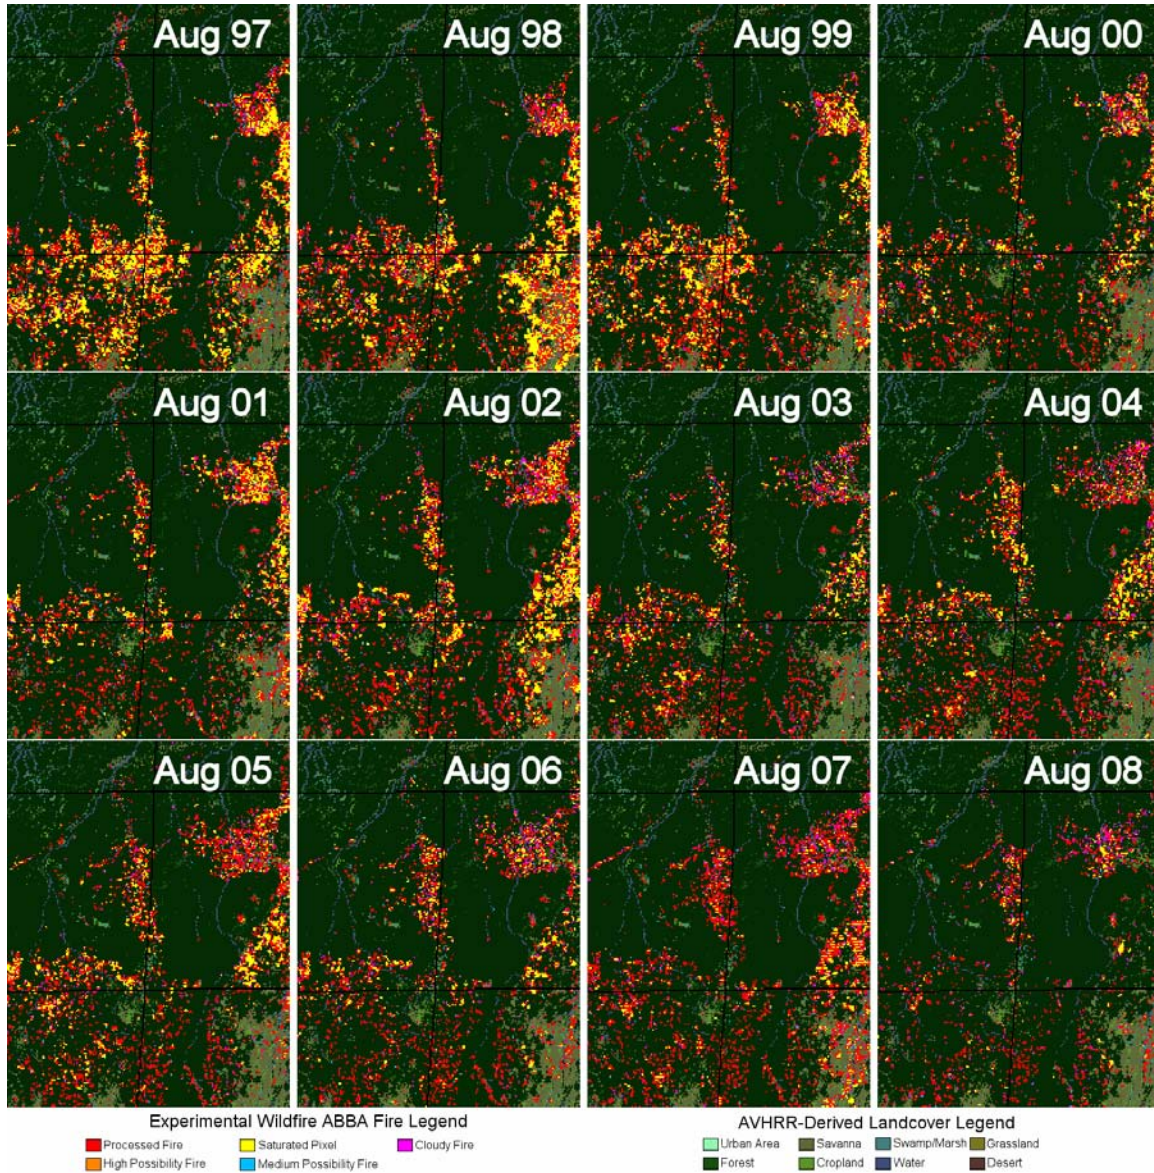 Aug 97
Aug 98
Aug 99
Aug 00
Aug 01
Aug 02
Aug 03
Aug 04
Aug 05
Aug 06
Aug 07
Aug 08
Experimental Wildfire ABBA Fire Legend
Processed Fire
Saturated Pixel
Cloudy Fire
High Possibility Fire
Medium Possibility Fire
AVHRR-Derived Landcover Legend
Urban Area
Savanna
Swamp/Marsh
Grassland
Forest
Cropland
Water
Desert